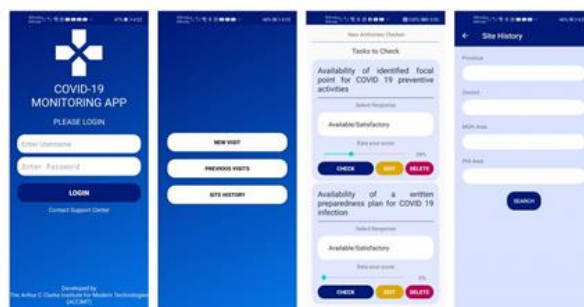 COVID-19
MONITORING APP
PLEASE LOGIN
Enter Username
Enter Password
LOGIN
Contact Support Center
Developed by
The Arthur C Clarke Institute for Modern Technologies
(ACCIMT)
NEW VISIT
PREVIOUS VISITS
SITE HISTORY
Tasks to Check
Availability of identified focal
point for COVID 19 preventive
activities
Select Response
Available/Satisfactory
Rate your score
CHECK
EDIT
DELETE
Availability of a written
preparedness plan for COVID 19
infection
Select Response
Available/Satisfactory
Rate your score
0%
CHECK
EDIT
DELETE
Site History
Province
District
MOH Area
PHI Area
SEARCH